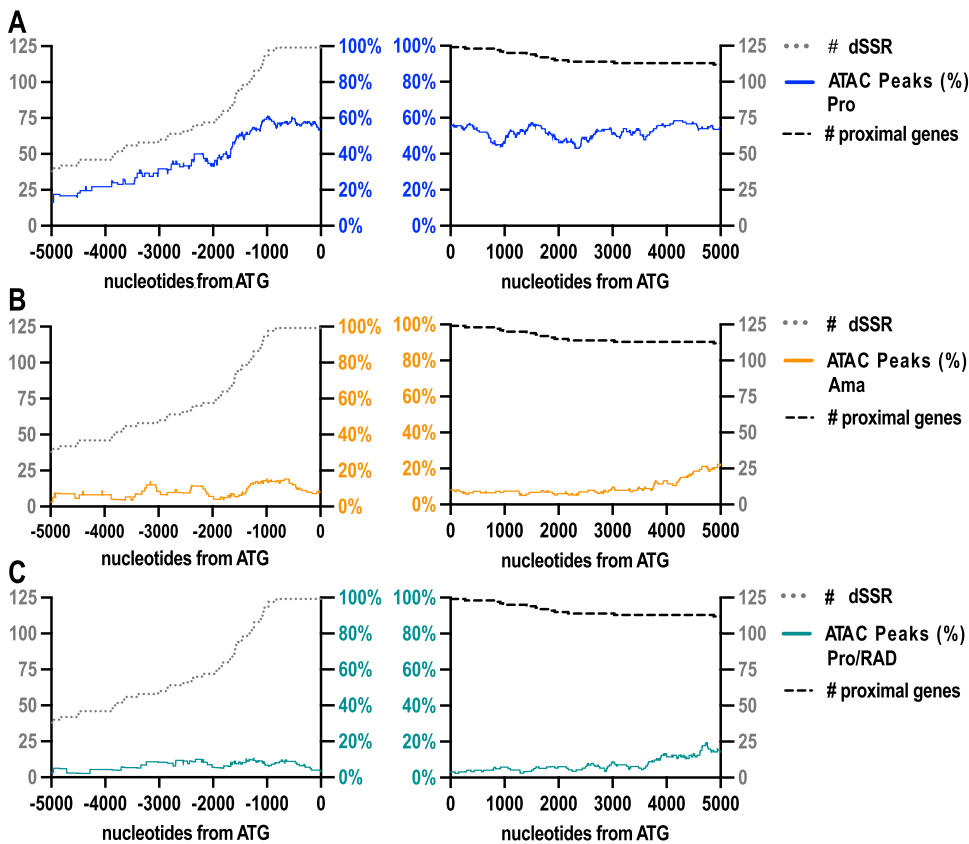 A
125 100% 100% 125 # dSSR
100 80% 80% 100 ATAC Peaks (%)
Pro
75 60% 60% 75 # proximal genes
50 40% 40% 50
25 20% 20% 25
0 0% 0% 0
-5000 -4000 -3000 -2000 -1000 0 0 1000 2000 3000 4000 5000
nucleotides from ATG nucleotides from ATG
B
125 100% 100% 125 # dSSR
100 80% 80% 100 ATAC Peaks (%)
Ama
75 60% 60% 75 # proximal genes
50 40% 40% 50
25 20% 20% 25
0 0% 0% 0
-5000 -4000 -3000 -2000 -1000 0 0 1000 2000 3000 4000 5000
nucleotides from ATG nucleotides from ATG
C
125 100% 100% 125 # dSSR
100 80% 80% 100 ATAC Peaks (%)
Pro/RAD
75 60% 60% 75 # proximal genes
50 40% 40% 50
25 20% 20% 25
0 0% 0% 0
-5000 -4000 -3000 -2000 -1000 0 0 1000 2000 3000 4000 5000
nucleotides from ATG nucleotides from ATG